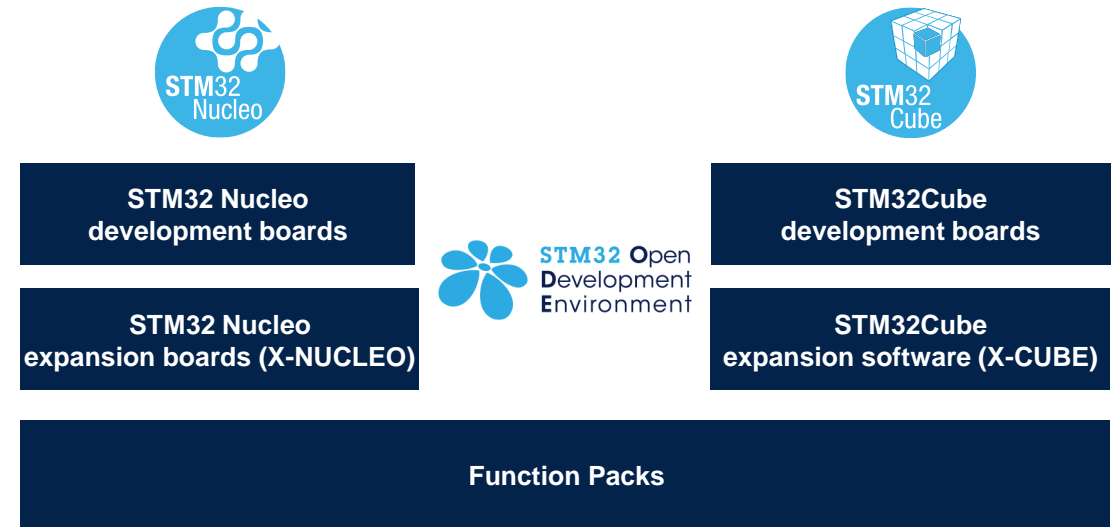 STM32
Nucleo
STM32
Cube
STM32 Nucleo
development boards
STM32Cube
development boards
STM32 Open
Development
Environment
STM32 Nucleo
expansion boards (X-NUCLEO)
STM32Cube
expansion software (X-CUBE)
Function Packs